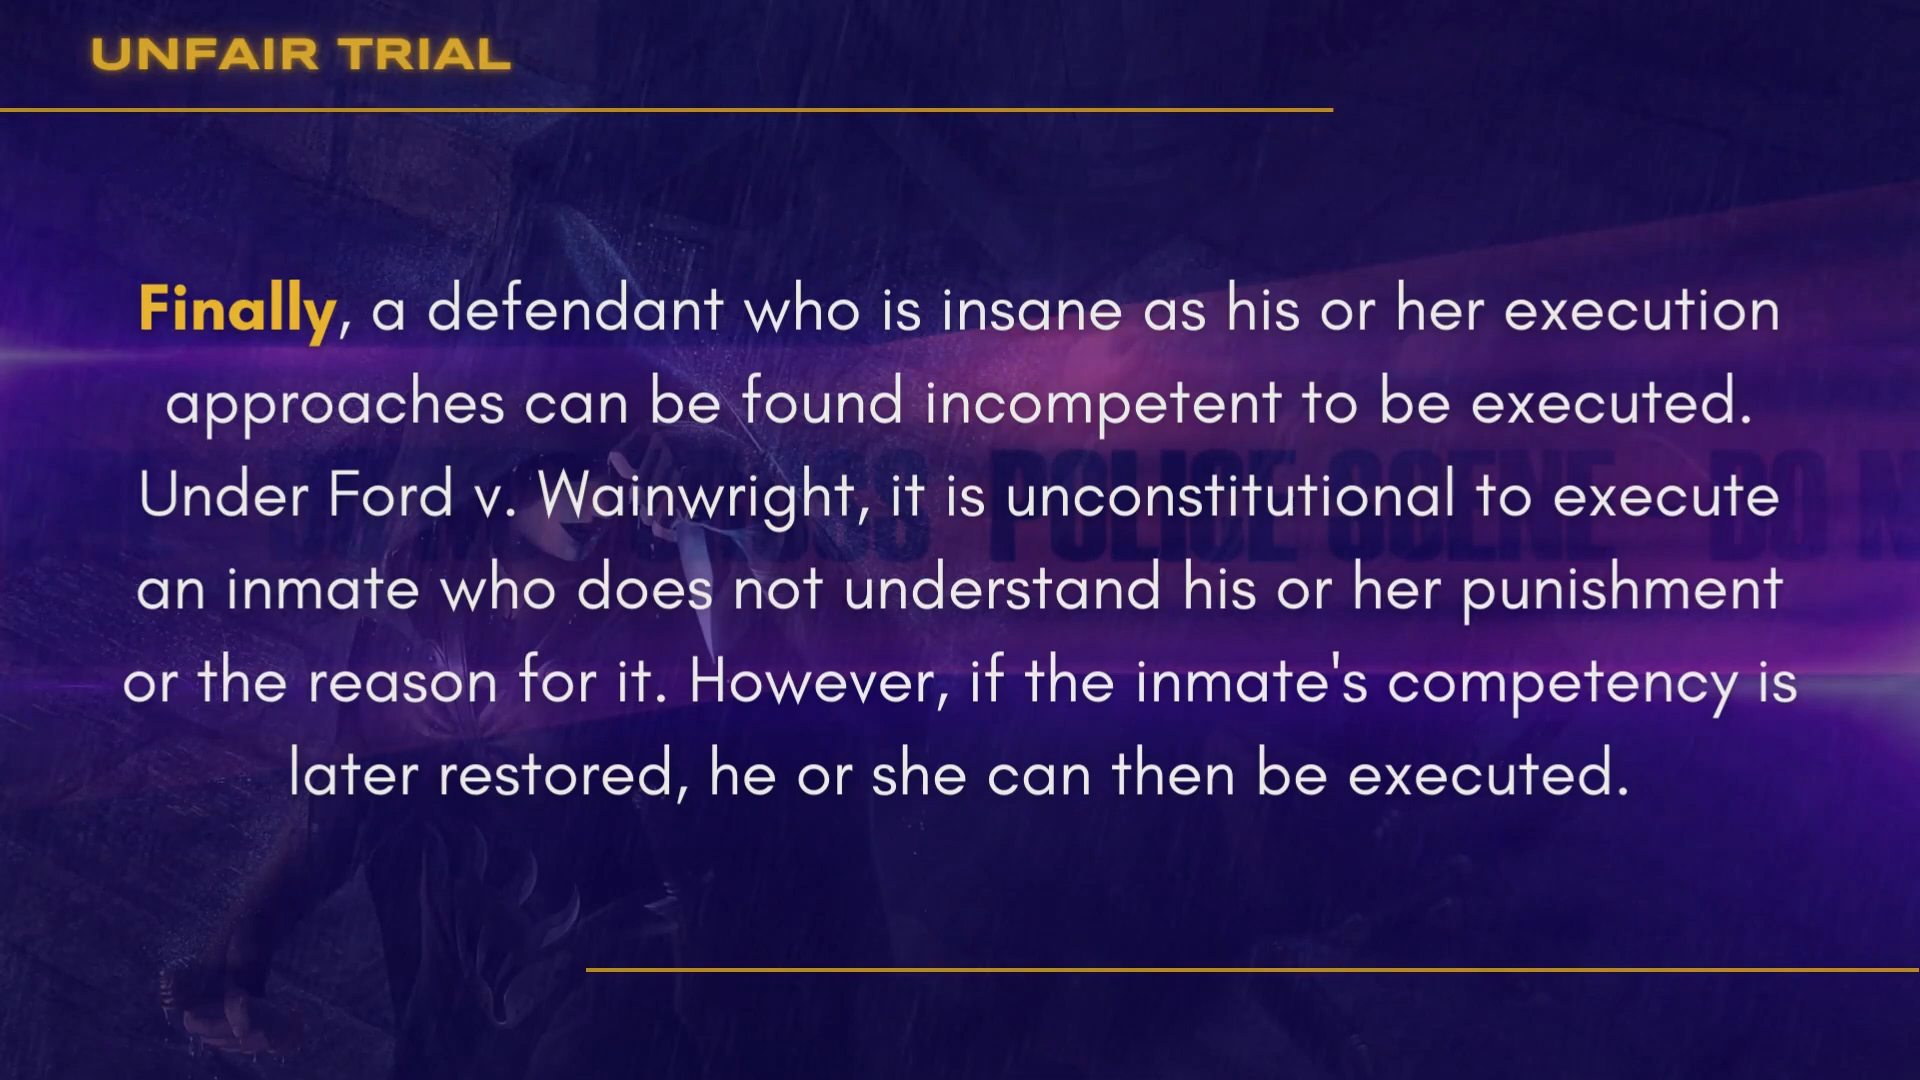 UNFAIR TRIAL
Finally, a defendant who is insane as his or her execution
approaches can be found incompetent to be executed.
Under Ford v. Wainwright, it is unconstitutional to execute
an inmate who does not understand his or her punishment
or the reason for it. However, if the inmate's competency is
later restored, he or she can then be executed.
POLICE SCENE DO N